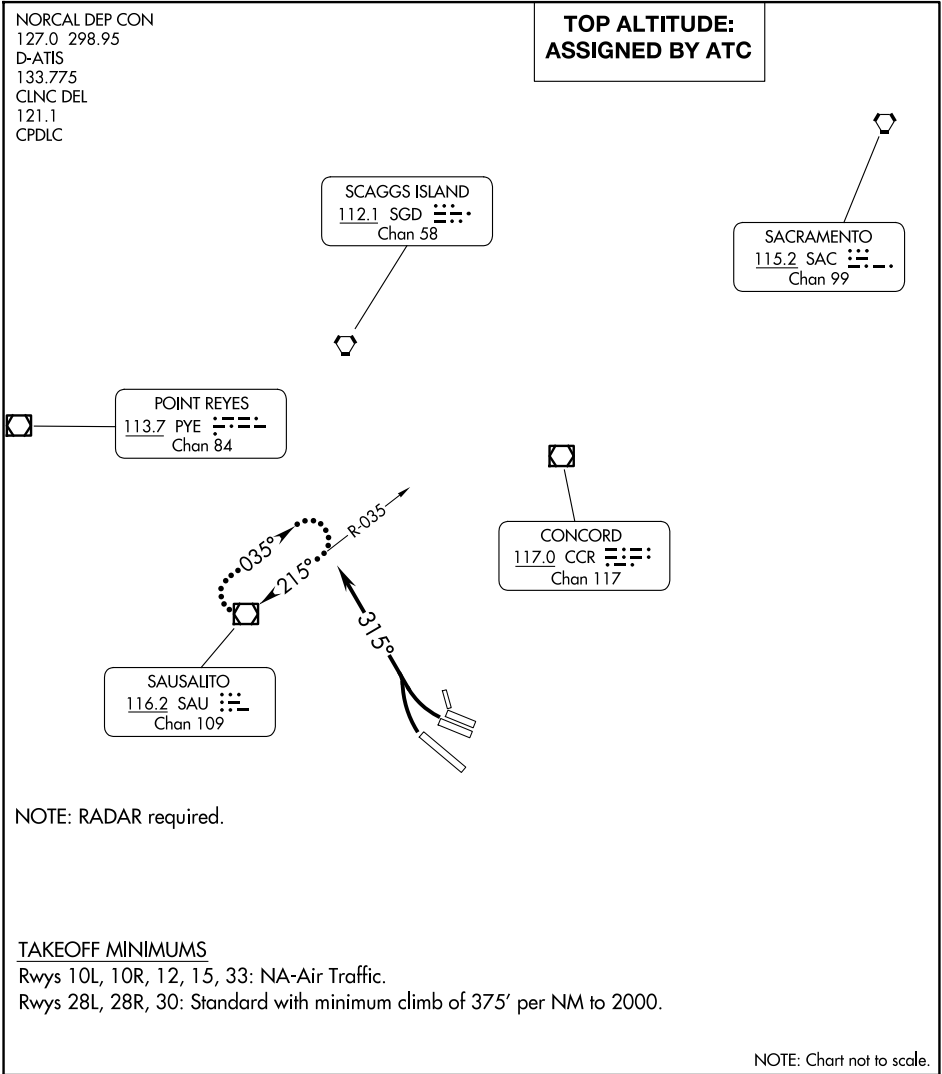 NORCAL DEP CON
127.0 298.95
D-ATIS
133.775
CLNC DEL
121.1
CPDLC
TOP ALTITUDE:
ASSIGNED BY ATC
SCAGGS ISLAND
112.1 SGD
Chan 58
SACRAMENTO
115.2 SAC
Chan 99
POINT REYES
113.7 PYE
Chan 84
CONCORD
117.0 CCR
Chan 117
R-035
035°
215°
315°
SAUSALITO
116.2 SAU
Chan 109
NOTE: RADAR required.
TAKEOFF MINIMUMS
Rwys 10L, 10R, 12, 15, 33: NA-Air Traffic.
Rwys 28L, 28R, 30: Standard with minimum climb of 375' per NM to 2000.
NOTE: Chart not to scale.